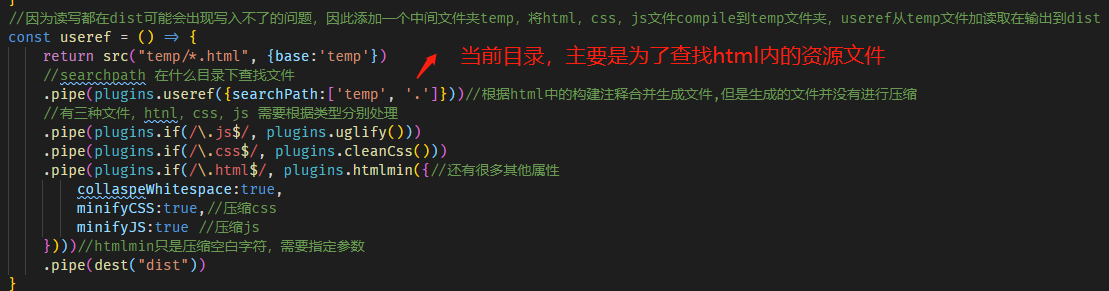 }
//因为读写都在dist可能会出现写入不了的问题，因此添加一个中间文件夹temp，将html，css，js文件compile到temp文件夹，useref从temp文件加读取在输出到dist
const useref = () => {
    return src("temp/*.html", {base:'temp'})
当前目录，主要是为了查找html内的资源文件
    //searchpath 在什么目录下查找文件
    .pipe(plugins.useref({searchPath:['temp', '.']}))//根据html中的构建注释合并生成文件,但是生成的文件并没有进行压缩
    //有三种文件，htnl，css，js 需要根据类型分别处理
    .pipe(plugins.if(/\.js$/, plugins.uglify()))
    .pipe(plugins.if(/\.css$/, plugins.cleanCss()))
    .pipe(plugins.if(/\.html$/, plugins.htmlmin({//还有很多其他属性
        collaspeWhitespace:true,
        minifyCSS:true,//压缩css
        minifyJS:true //压缩js
    })))//htmlmin只是压缩空白字符，需要指定参数
    .pipe(dest("dist"))
}